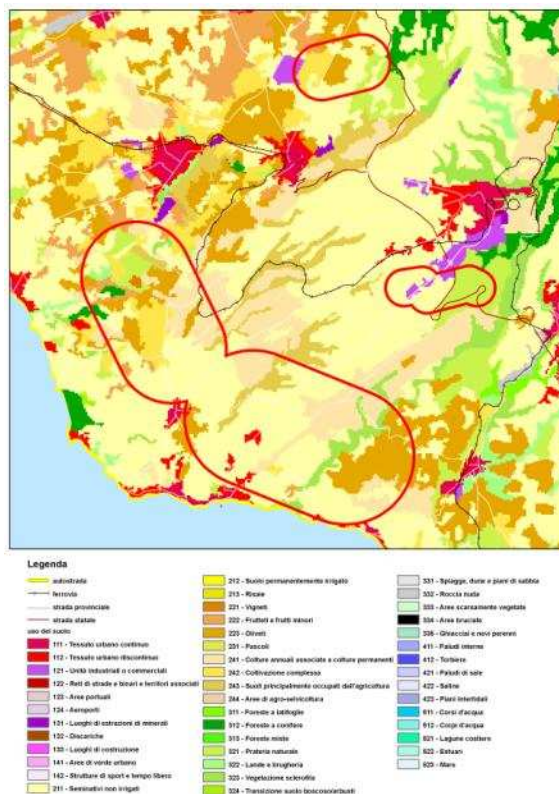 Legenda
autostrada
ferrovia
strada provinciale
strada statale
uso del suolo
111 - Tessuto urbano continuo
112 - Tessuto urbano discontinuo
121 - Unità industriali o commerciali
122 - Reti di strade e binari e territori associati
123 - Aree portuali
124 - Aeroporti
131 - Luoghi di estrazioni di minerali
132 - Discariche
133 - Luoghi di costruzione
141 - Aree di verde urbano
142 - Strutture di sport e tempo libero
211 - Seminativi non irrigati
212 - Suoli permanentemente irrigato
213 - Risaie
221 - Vigneti
222 - Frutteti e frutti minori
223 - Oliveti
231 - Pascoli
241 - Colture annuali associate a colture permanenti
242 - Coltivazione complessa
243 - Suoli principalmente occupati dall'agricoltura
244 - Aree di agro-selvicoltura
311 - Foreste a latifoglie
312 - Foreste a conifere
313 - Foreste miste
321 - Prateria naturale
322 - Lande e brugheria
323 - Vegetazione sclerofila
324 - Transizione suolo boscoso/arbusti
331 - Spiagge, dune e piani di sabbia
332 - Roccia nuda
333 - Aree scarsamente vegetate
334 - Aree bruciate
335 - Ghiacciai e nevi perenni
411 - Paludi interne
412 - Torbiere
421 - Paludi di sale
422 - Saline
423 - Piani intertidali
511 - Corsi d'acqua
512 - Corpi d'acqua
521 - Lagune costiere
522 - Estuari
523 - Mare